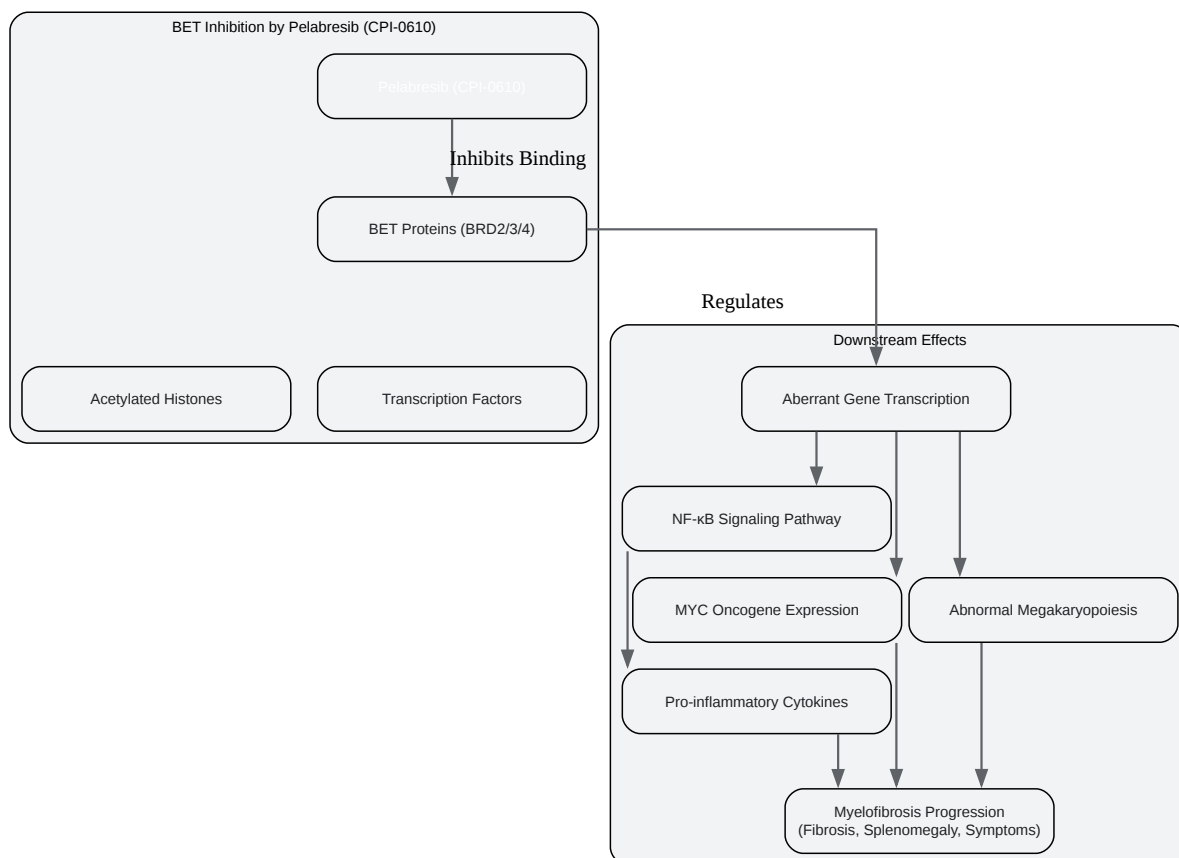 BET Inhibition by Pelabresib (CPI-0610)
Pelabresib (CPI-0610)
Inhibits Binding
BET Proteins (BRD2/3/4)
Regulates
Acetylated Histones
Transcription Factors
Downstream Effects
Aberrant Gene Transcription
NF-κB Signaling Pathway
MYC Oncogene Expression
Abnormal Megakaryopoiesis
Pro-inflammatory Cytokines
Myelofibrosis Progression
(Fibrosis, Splenomegaly, Symptoms)